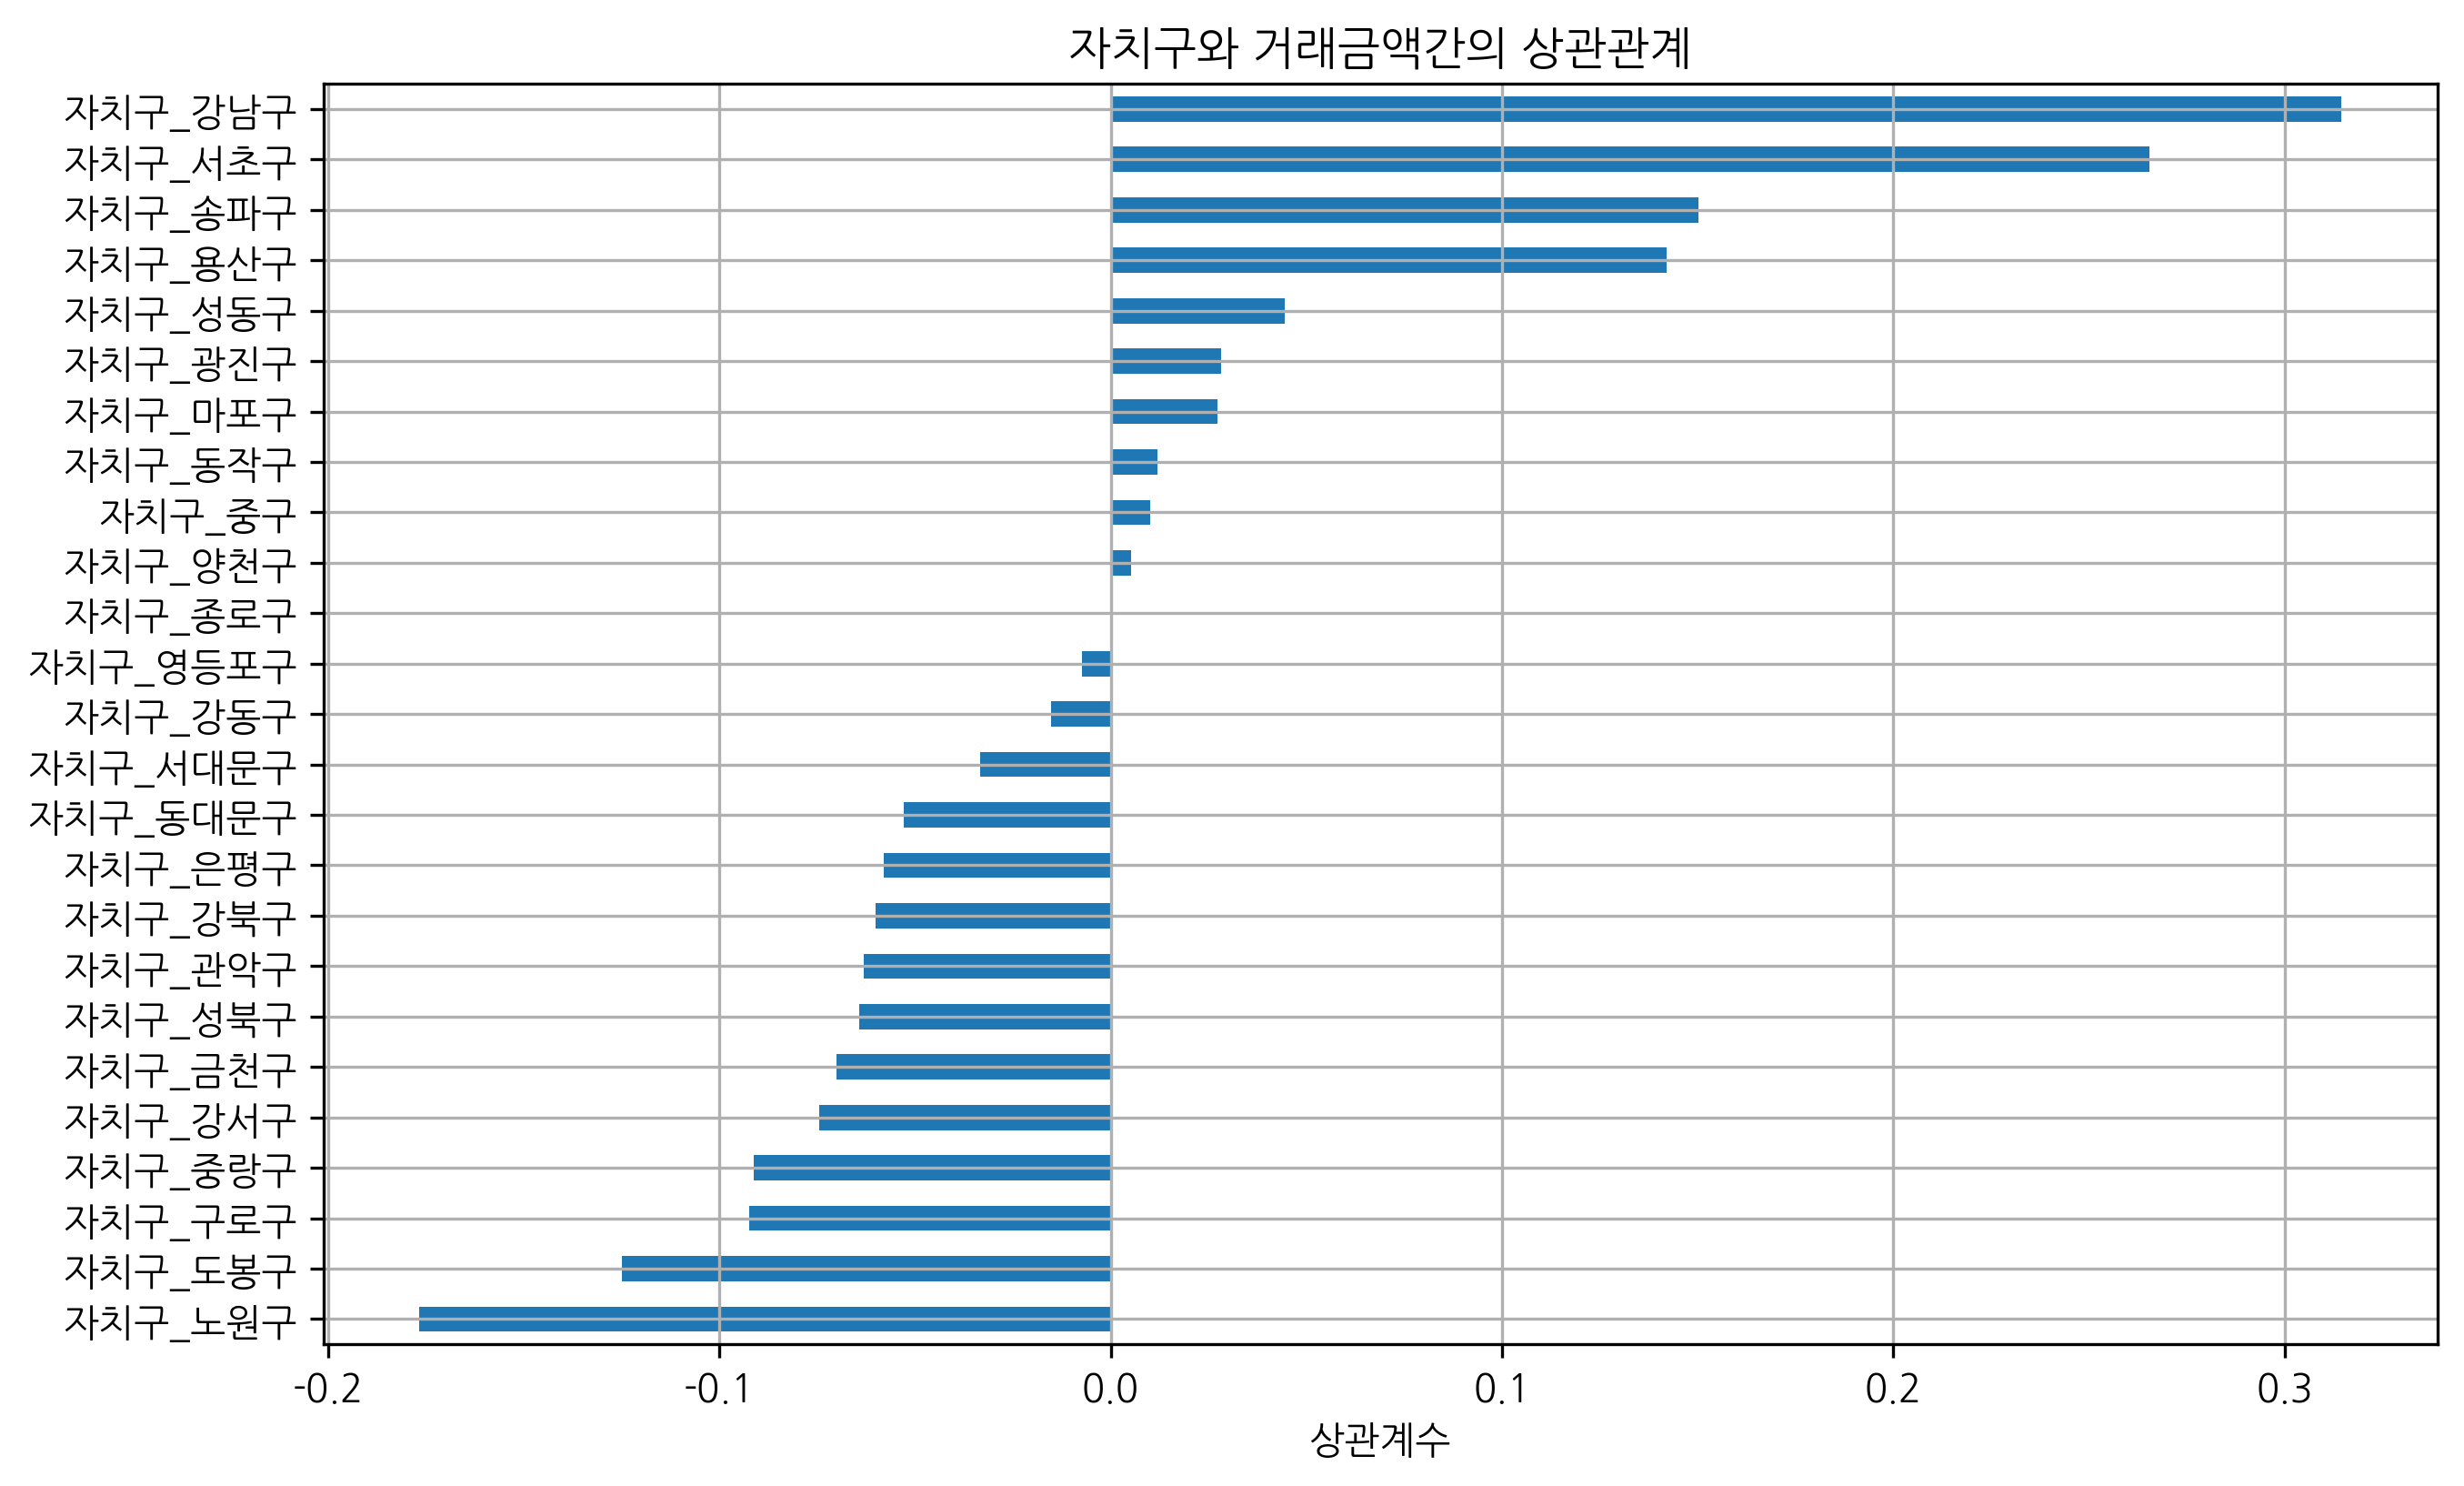 자치구와 거래금액간의 상관관계
자치구_강남구
자치구_서초구
자치구_송파구
자치구_용산구
자치구_성동구
자치구_광진구
자치구_마포구
자치구_동작구
자치구_중구
자치구_양천구
자치구_종로구
자치구_영등포구
자치구_강동구
자치구_서대문구
자치구_동대문구
자치구_은평구
자치구_강북구
자치구_관악구
자치구_성북구
자치구_금천구
자치구_강서구
자치구_중랑구
자치구_구로구
자치구_도봉구
자치구_노원구
-0.2 -0.1 0.0 0.1 0.2 0.3
상관계수